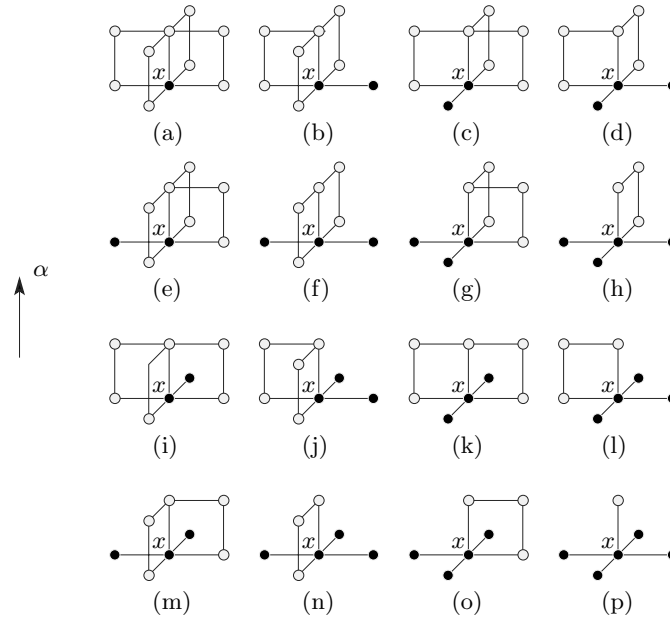 x x x x
(a) (b) (c) (d)
x x x x
(e) (f) (g) (h)
α
x x x x
(i) (j) (k) (l)
x x x x
(m) (n) (o) (p)